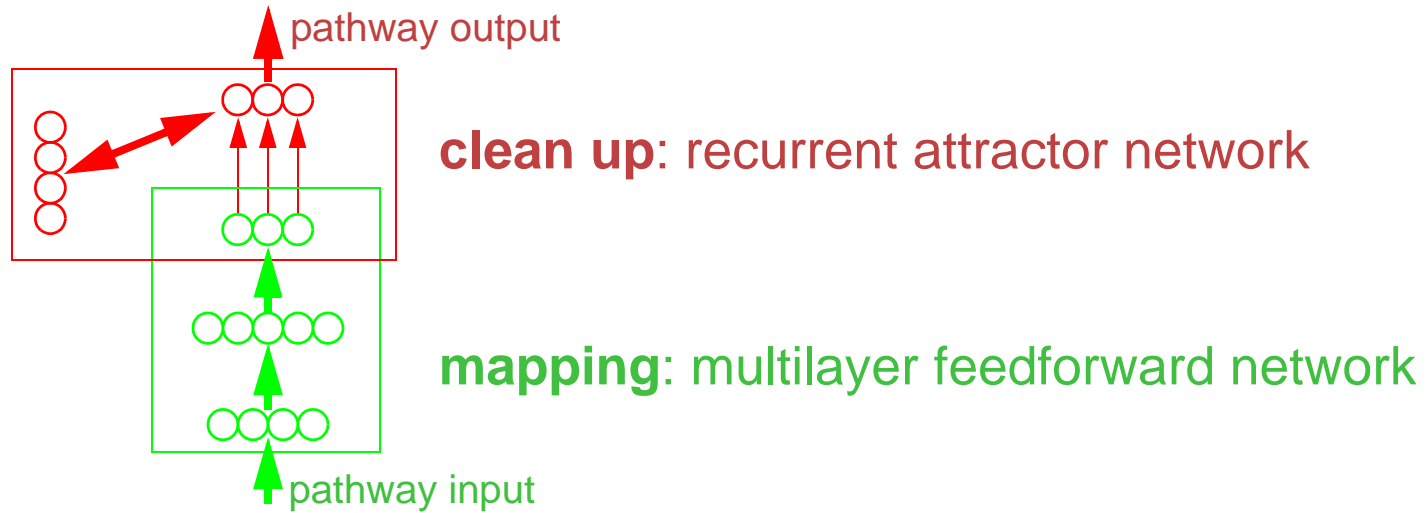 pathway output
clean up: recurrent attractor network
mapping: multilayer feedforward network
pathway input